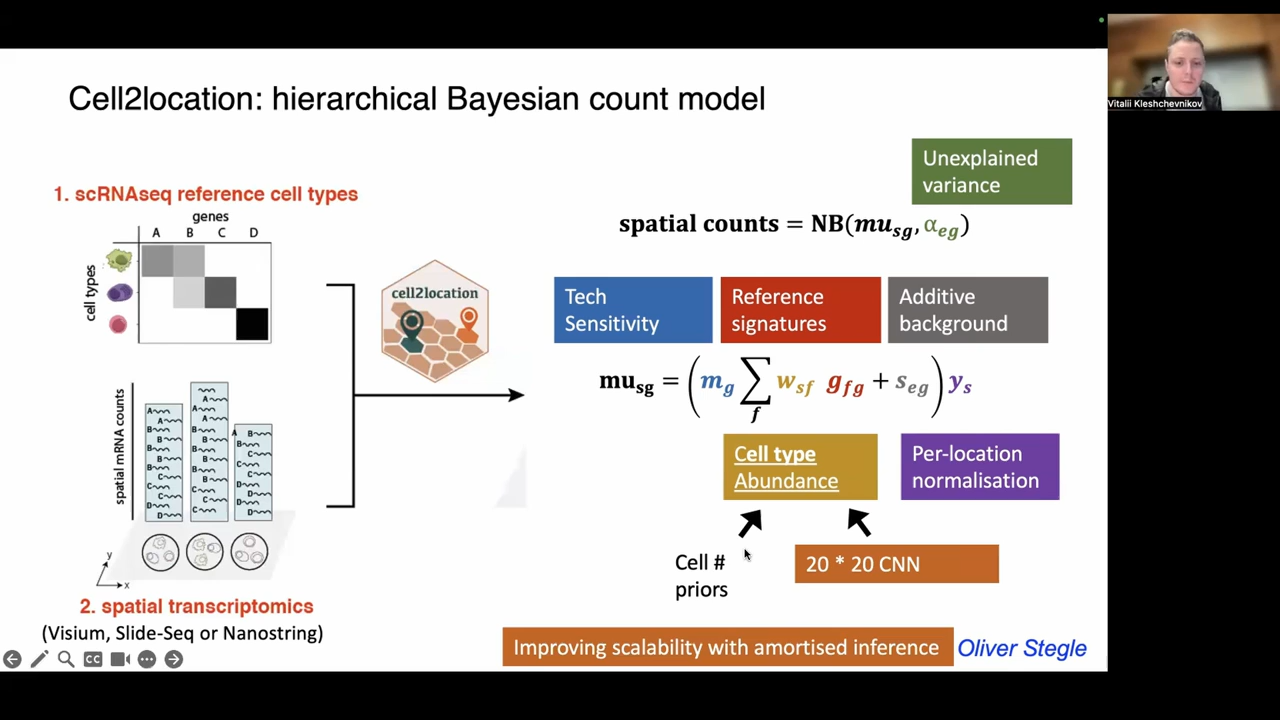 Vitalii Kleshchevnikov
Cell2location: hierarchical Bayesian count model
1. scRNAseq reference cell types
genes
A B C D
cell types
spatial mRNA counts
A
A
B
B
B
B
B
C
C
C
D
D
A
A
A
B
B
B
B
C
C
C
A
B
B
C
C
C
D
D
D
D
y
x
2. spatial transcriptomics
(Visium, Slide-Seq or Nanostring)
cell2location
Unexplained
variance
spatial counts = NB(mu_sg, α_eg)
Tech
Sensitivity
Reference
signatures
Additive
background
mu_sg = (m_g ∑_f w_sf g_fg + s_eg) y_s
Cell type
Abundance
Per-location
normalisation
Cell #
priors
20 * 20 CNN
Improving scalability with amortised inference
Oliver Stegle
CC